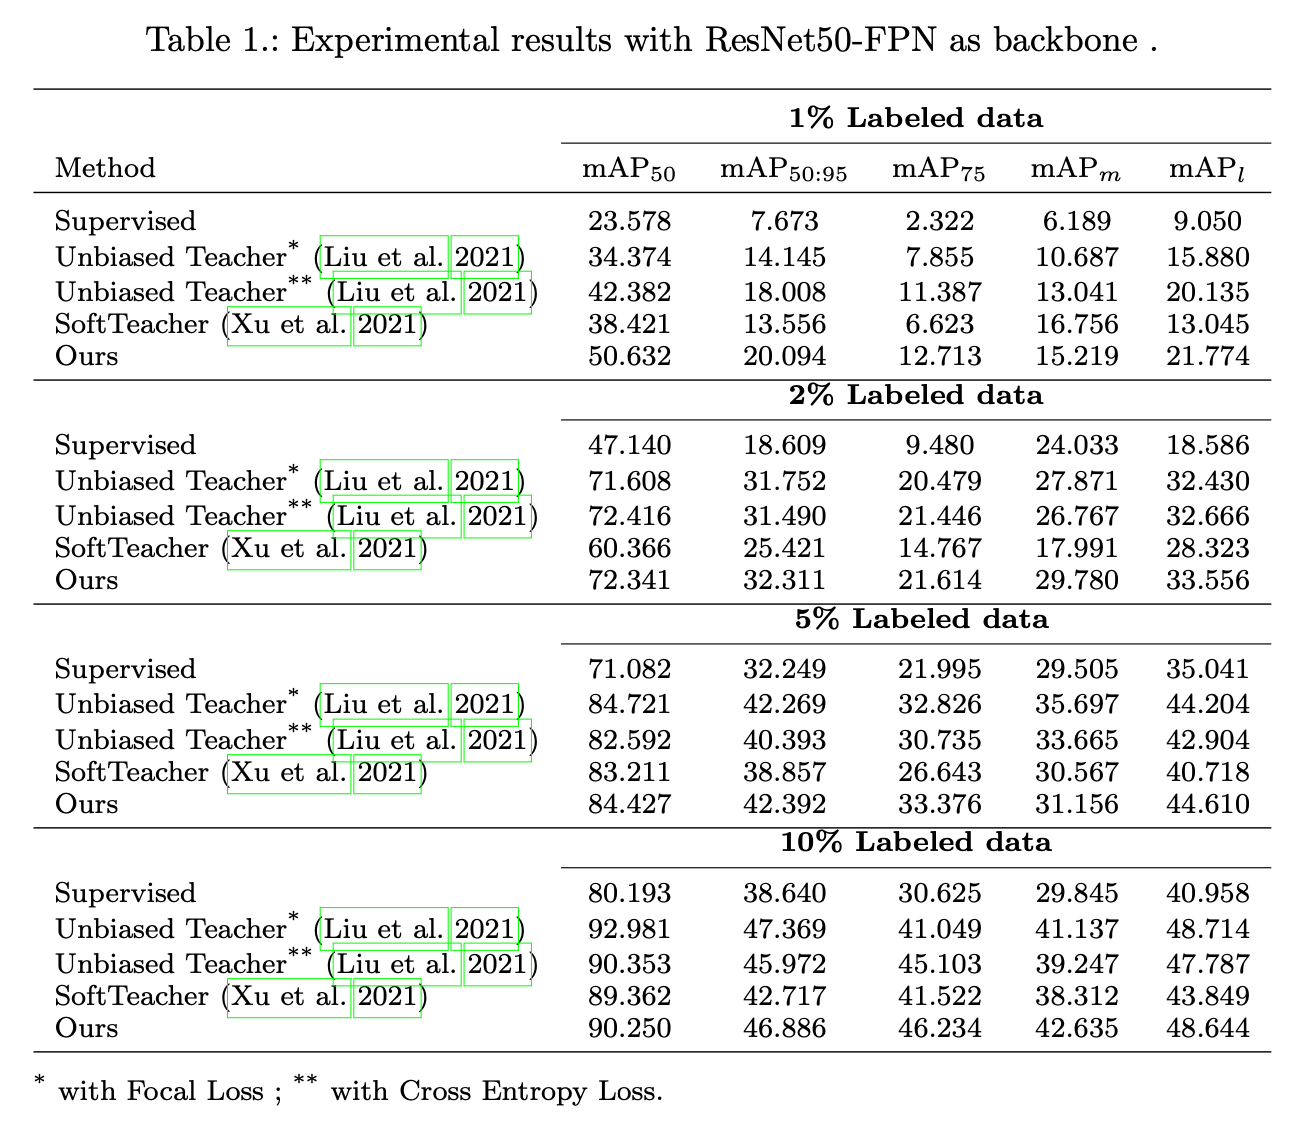 Table 1.: Experimental results with ResNet50-FPN as backbone .
1% Labeled data
Method mAP50 mAP50:95 mAP75 mAPm mAPl
Supervised 23.578 7.673 2.322 6.189 9.050
Unbiased Teacher* (Liu et al. 2021) 34.374 14.145 7.855 10.687 15.880
Unbiased Teacher** (Liu et al. 2021) 42.382 18.008 11.387 13.041 20.135
SoftTeacher (Xu et al. 2021) 38.421 13.556 6.623 16.756 13.045
Ours 50.632 20.094 12.713 15.219 21.774
2% Labeled data
Supervised 47.140 18.609 9.480 24.033 18.586
Unbiased Teacher* (Liu et al. 2021) 71.608 31.752 20.479 27.871 32.430
Unbiased Teacher** (Liu et al. 2021) 72.416 31.490 21.446 26.767 32.666
SoftTeacher (Xu et al. 2021) 60.366 25.421 14.767 17.991 28.323
Ours 72.341 32.311 21.614 29.780 33.556
5% Labeled data
Supervised 71.082 32.249 21.995 29.505 35.041
Unbiased Teacher* (Liu et al. 2021) 84.721 42.269 32.826 35.697 44.204
Unbiased Teacher** (Liu et al. 2021) 82.592 40.393 30.735 33.665 42.904
SoftTeacher (Xu et al. 2021) 83.211 38.857 26.643 30.567 40.718
Ours 84.427 42.392 33.376 31.156 44.610
10% Labeled data
Supervised 80.193 38.640 30.625 29.845 40.958
Unbiased Teacher* (Liu et al. 2021) 92.981 47.369 41.049 41.137 48.714
Unbiased Teacher** (Liu et al. 2021) 90.353 45.972 45.103 39.247 47.787
SoftTeacher (Xu et al. 2021) 89.362 42.717 41.522 38.312 43.849
Ours 90.250 46.886 46.234 42.635 48.644
* with Focal Loss ; ** with Cross Entropy Loss.